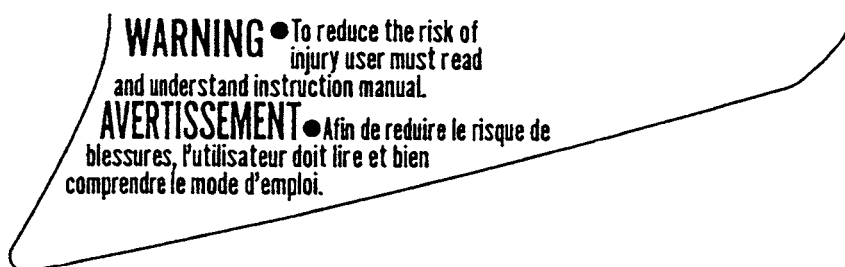 WARNING ● To reduce the risk of
injury user must read
and understand instruction manual.
AVERTISSEMENT ● Afin de reduire le risque de
blessures, l'utilisateur doit lire et bien
comprendre le mode d'emploi.